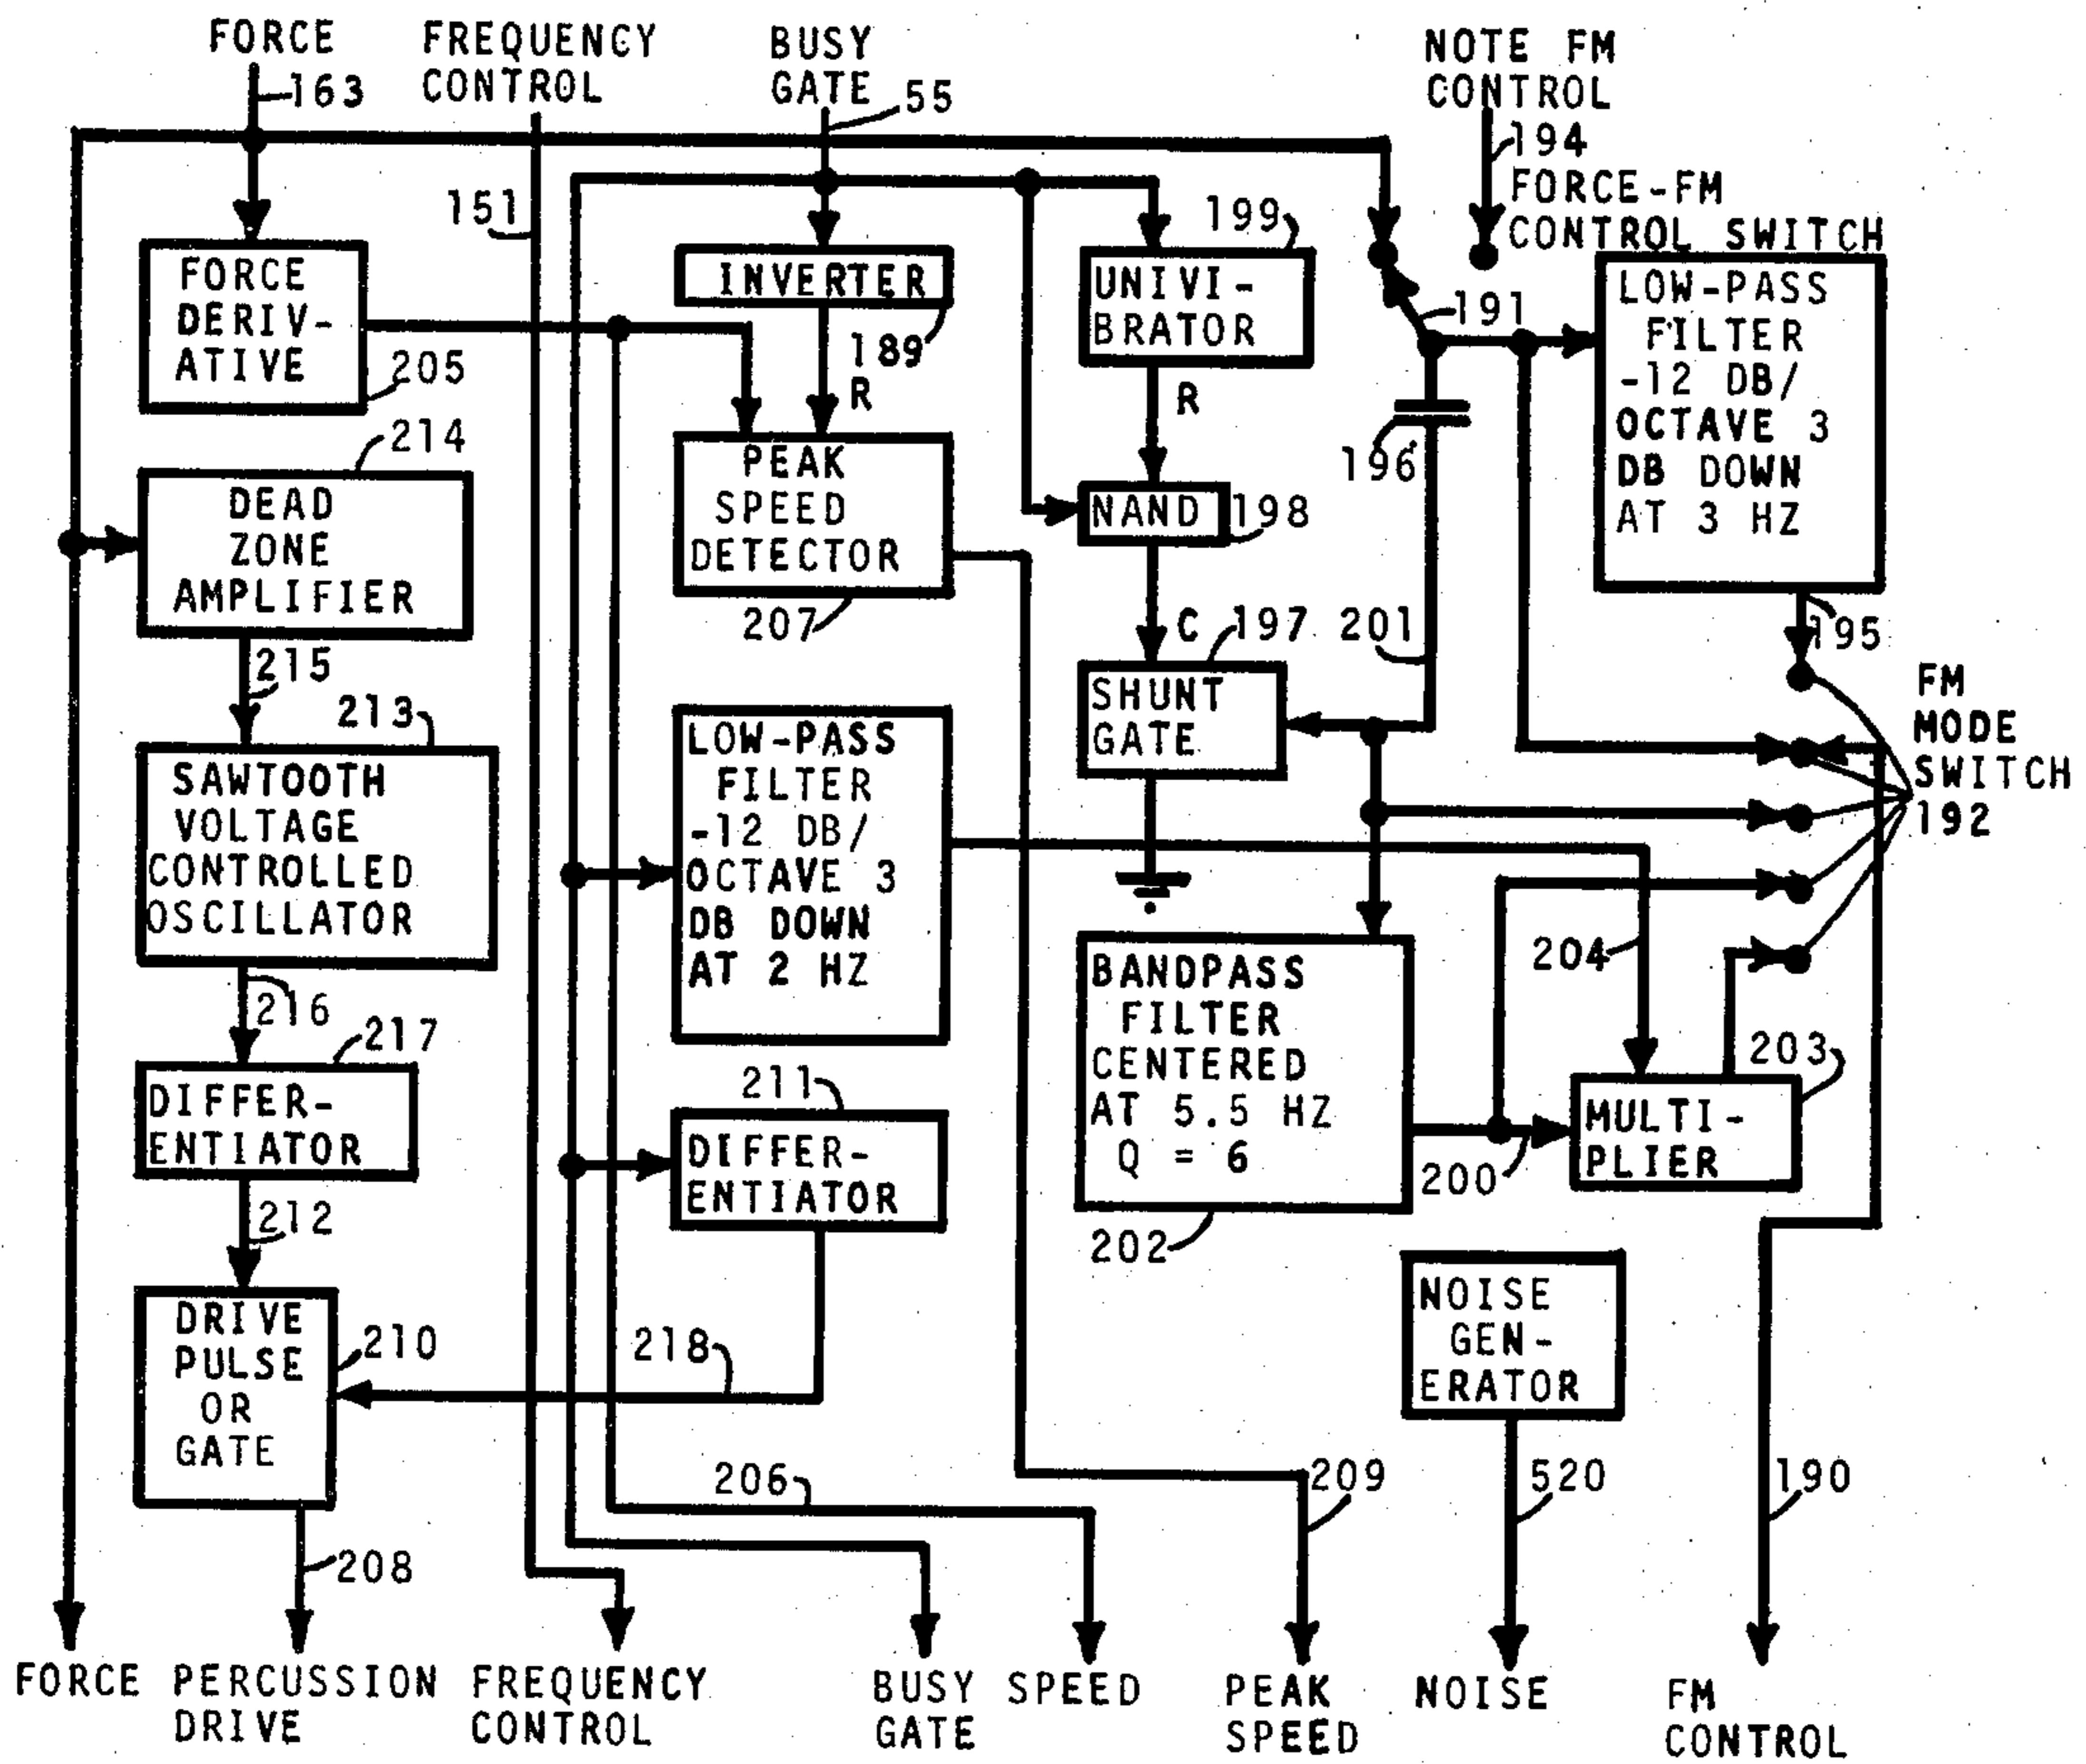 FORCE
163
FREQUENCY
CONTROL
BUSY
GATE
55
NOTE FM
CONTROL
194
FORCE-FM
CONTROL SWITCH
151
199
FORCE
DERIV-
ATIVE
205
INVERTER
189
R
UNIVI-
BRATOR
R
191
LOW-PASS
FILTER
-12 DB/
OCTAVE 3
DB DOWN
AT 3 HZ
214
DEAD
ZONE
AMPLIFIER
215
PEAK
SPEED
DETECTOR
207
NAND
198
196
C
197
201
195
213
SAWTOOTH
VOLTAGE
CONTROLLED
OSCILLATOR
216
LOW-PASS
FILTER
-12 DB/
OCTAVE 3
DB DOWN
AT 2 HZ
SHUNT
GATE
FM
MODE
SWITCH
192
204
217
DIFFER-
ENTIATOR
212
211
DIFFER-
ENTIATOR
BANDPASS
FILTER
CENTERED
AT 5.5 HZ
Q = 6
202
200
203
MULTI-
PLIER
DRIVE
PULSE
OR
GATE
210
218
NOISE
GEN-
ERATOR
208
206
209
520
190
FORCE
PERCUSSION
DRIVE
FREQUENCY
CONTROL
BUSY
GATE
SPEED
PEAK
SPEED
NOISE
FM
CONTROL